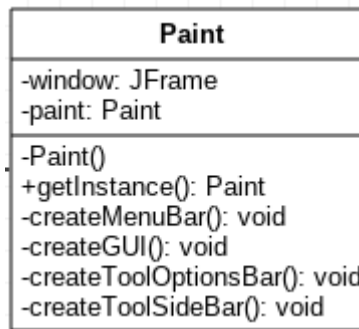 Paint
-window: JFrame
-paint: Paint
-Paint()
+getInstance(): Paint
-createMenuBar(): void
-createGUI(): void
-createToolOptionsBar(): void
-createToolSideBar(): void